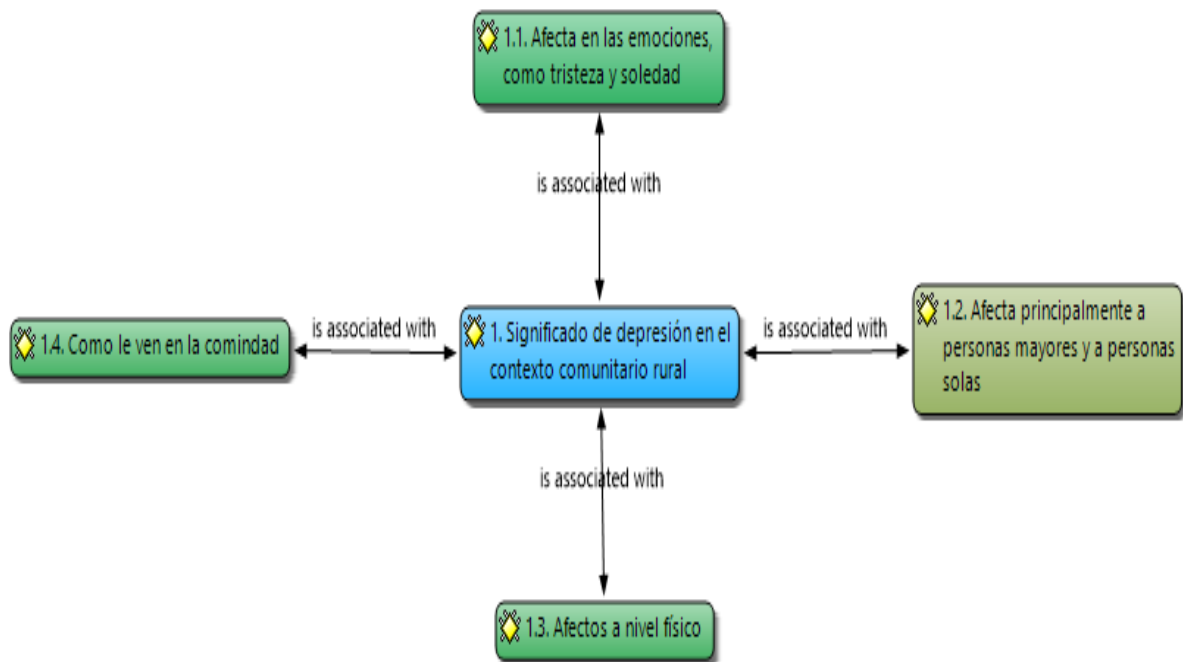 1.1. Afecta en las emociones,
como tristeza y soledad
is associated with
1.4. Como le ven en la comindad
is associated with
1. Significado de depresión en el
contexto comunitario rural
is associated with
1.2. Afecta principalmente a
personas mayores y a personas
solas
is associated with
1.3. Afectos a nivel físico